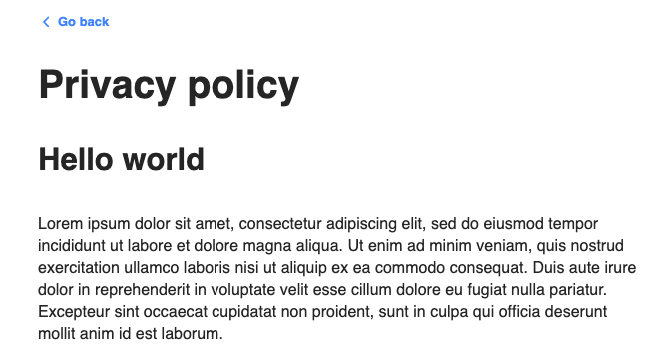 Go back
Privacy policy
Hello world
Lorem ipsum dolor sit amet, consectetur adipiscing elit, sed do eiusmod tempor
incididunt ut labore et dolore magna aliqua. Ut enim ad minim veniam, quis nostrud
exercitation ullamco laboris nisi ut aliquip ex ea commodo consequat. Duis aute irure
dolor in reprehenderit in voluptate velit esse cillum dolore eu fugiat nulla pariatur.
Excepteur sint occaecat cupidatat non proident, sunt in culpa qui officia deserunt
mollit anim id est laborum.